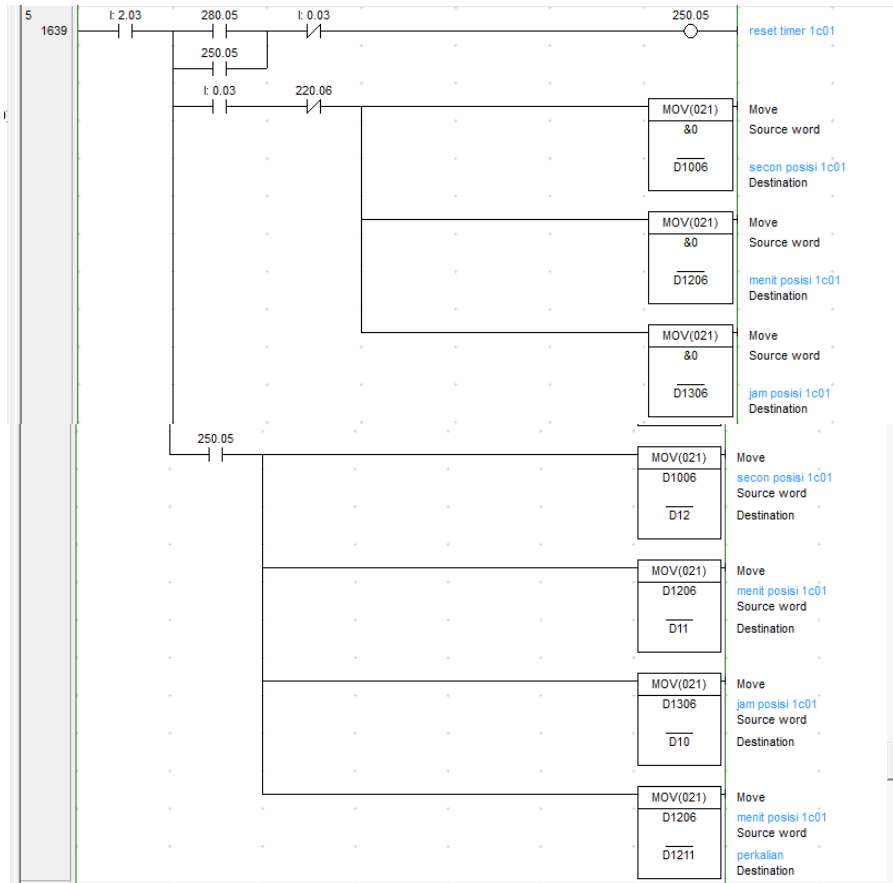 5
1639
I: 2.03
280.05
I: 0.03
250.05
reset timer 1c01
250.05
I: 0.03
220.06
MOV(021)
Move
&0
Source word
D1006
secon posisi 1c01
Destination
MOV(021)
Move
&0
Source word
D1206
menit posisi 1c01
Destination
MOV(021)
Move
&0
Source word
D1306
jam posisi 1c01
Destination
250.05
MOV(021)
Move
D1006
secon posisi 1c01
Source word
D12
Destination
MOV(021)
Move
D1206
menit posisi 1c01
Source word
D11
Destination
MOV(021)
Move
D1306
jam posisi 1c01
Source word
D10
Destination
MOV(021)
Move
D1206
menit posisi 1c01
Source word
D1211
perkalian
Destination